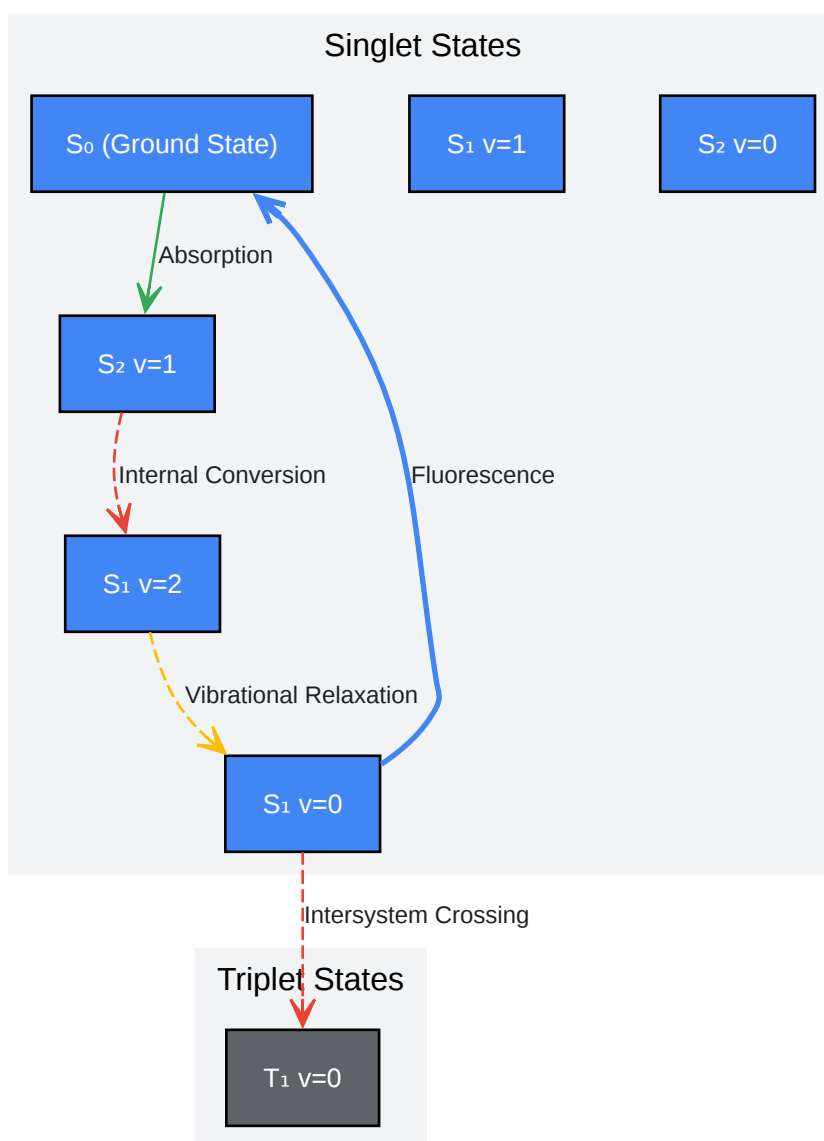 Singlet States
S₀ (Ground State)
S₁ v=1
S₂ v=0
Absorption
S₂ v=1
Internal Conversion
Fluorescence
S₁ v=2
Vibrational Relaxation
S₁ v=0
Intersystem Crossing
Triplet States
T₁ v=0